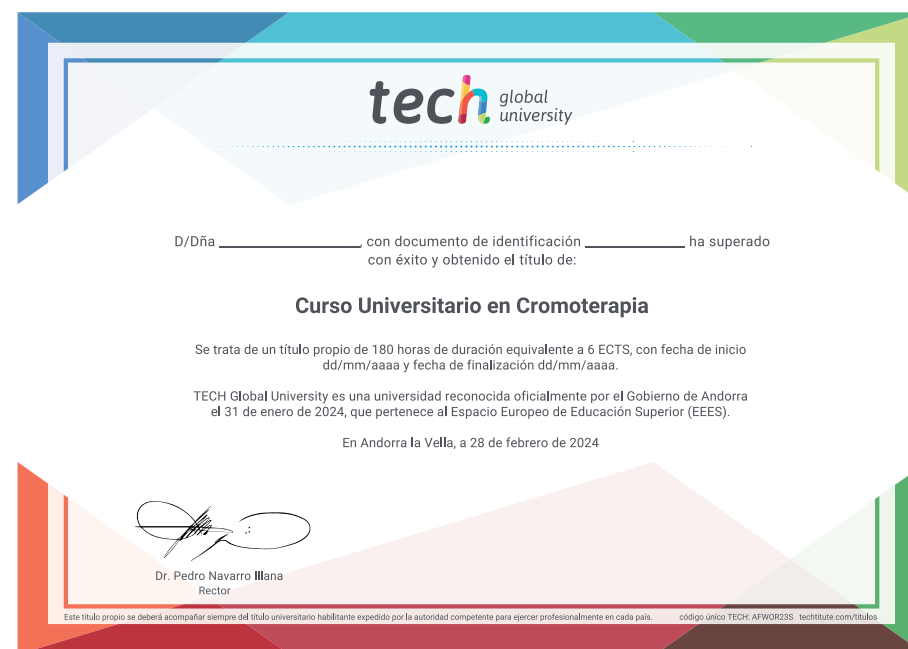 tech global
university
D/Dña ______________, con documento de identificación __________ ha superado
con éxito y obtenido el título de:
Curso Universitario en Cromoterapia
Se trata de un título propio de 180 horas de duración equivalente a 6 ECTS, con fecha de inicio
dd/mm/aaaa y fecha de finalización dd/mm/aaaa.
TECH Global University es una universidad reconocida oficialmente por el Gobierno de Andorra
el 31 de enero de 2024, que pertenece al Espacio Europeo de Educación Superior (EEES).
En Andorra la Vella, a 28 de febrero de 2024
Dr. Pedro Navarro Illana
Rector
Este título propio se deberá acompañar siempre del título universitario habilitante expedido por la autoridad competente para ejercer profesionalmente en cada país. código único TECH: AFWOR23S techtitute.com/titulos